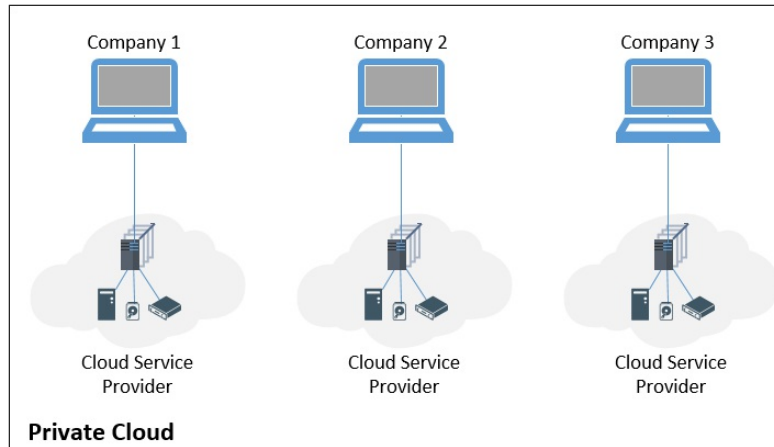 Company 1
Company 2
Company 3
Cloud Service
Provider
Cloud Service
Provider
Cloud Service
Provider
Private Cloud